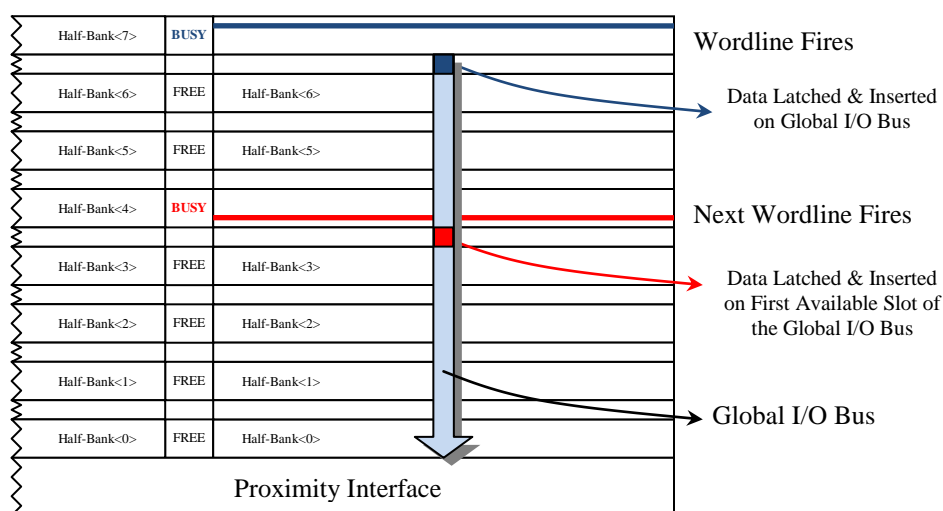 Half-Bank<7> BUSY
Wordline Fires
Half-Bank<6> FREE Half-Bank<6>
Data Latched & Inserted
on Global I/O Bus
Half-Bank<5> FREE Half-Bank<5>
Half-Bank<4> BUSY
Next Wordline Fires
Half-Bank<3> FREE Half-Bank<3>
Data Latched & Inserted
on First Available Slot of
the Global I/O Bus
Half-Bank<2> FREE Half-Bank<2>
Half-Bank<1> FREE Half-Bank<1>
Global I/O Bus
Half-Bank<0> FREE Half-Bank<0>
Proximity Interface